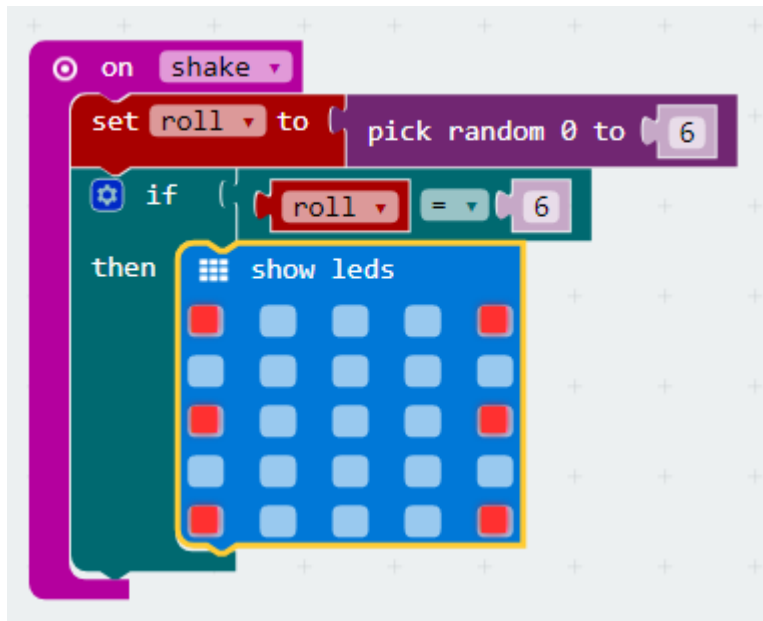 on shake
set roll to pick random 0 to 6
if roll = 6
then show leds